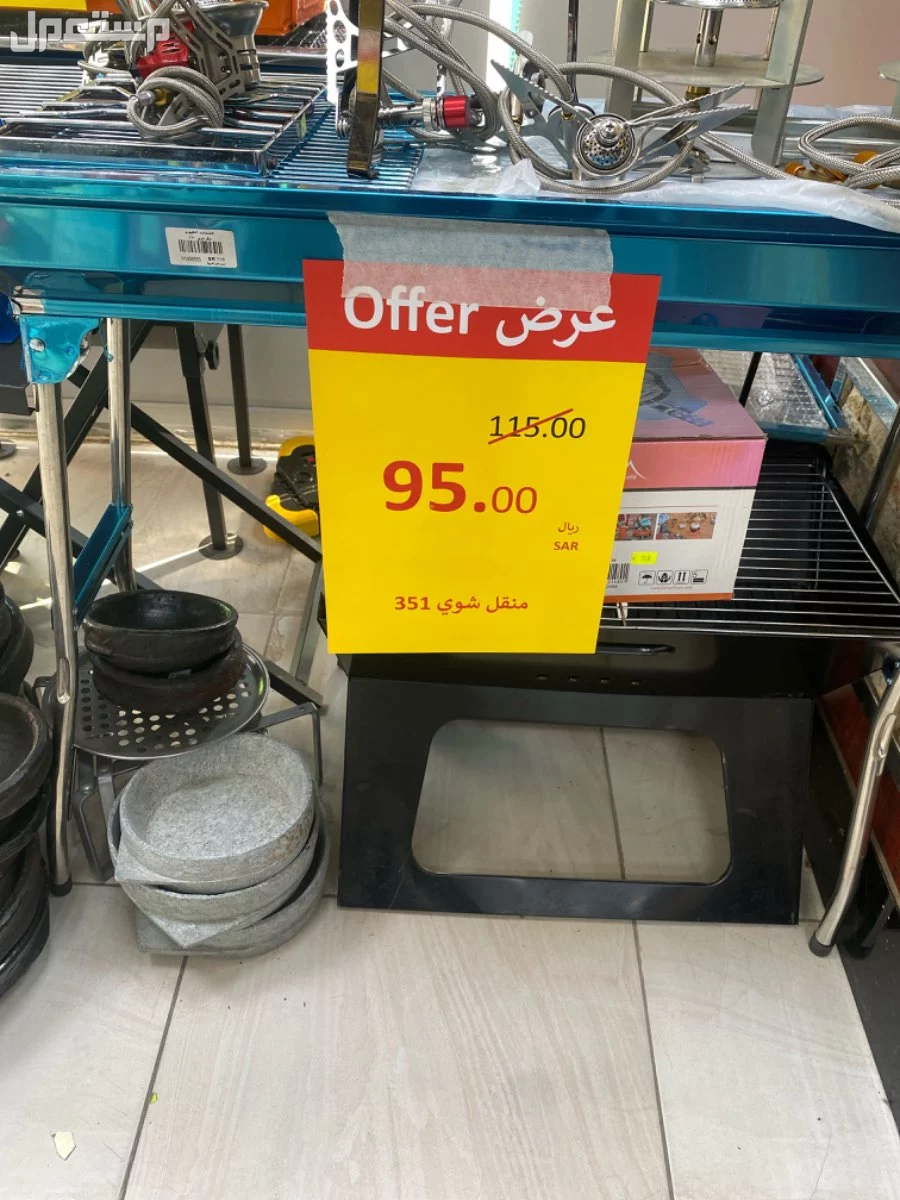 مستعمل
عرض Offer
115.00
95.00
ريال
SAR
منقل شوي 351